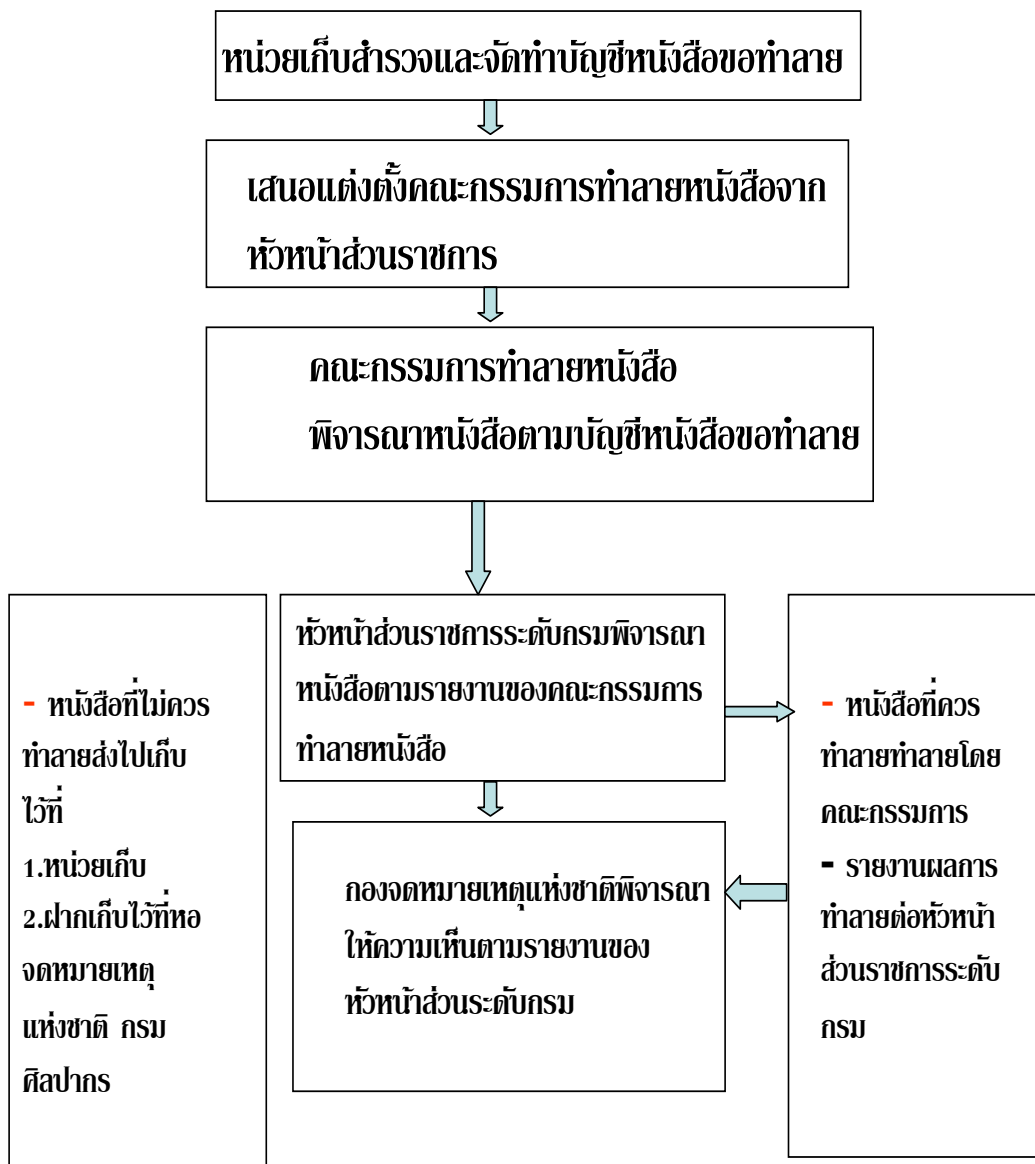 หน่วยเก็บสำรวจและจัดทำบัญชีหนังสือขอทำลาย
เสนอแต่งตั้งคณะกรรมการทำลายหนังสือจาก
หัวหน้าส่วนราชการ
คณะกรรมการทำลายหนังสือ
พิจารณาหนังสือตามบัญชีหนังสือขอทำลาย
หัวหน้าส่วนราชการระดับกรมพิจารณา
หนังสือตามรายงานของคณะกรรมการ
ทำลายหนังสือ
- หนังสือที่ไม่ควร
ทำลายส่งไปเก็บ
ไว้ที่
1.หน่วยเก็บ
2.ฝากเก็บไว้ที่หอ
จดหมายเหตุ
แห่งชาติ กรม
ศิลปากร
กองจดหมายเหตุแห่งชาติพิจารณา
ให้ความเห็นตามรายงานของ
หัวหน้าส่วนระดับกรม
- หนังสือที่ควร
ทำลายทำลายโดย
คณะกรรมการ
- รายงานผลการ
ทำลายต่อหัวหน้า
ส่วนราชการระดับ
กรม